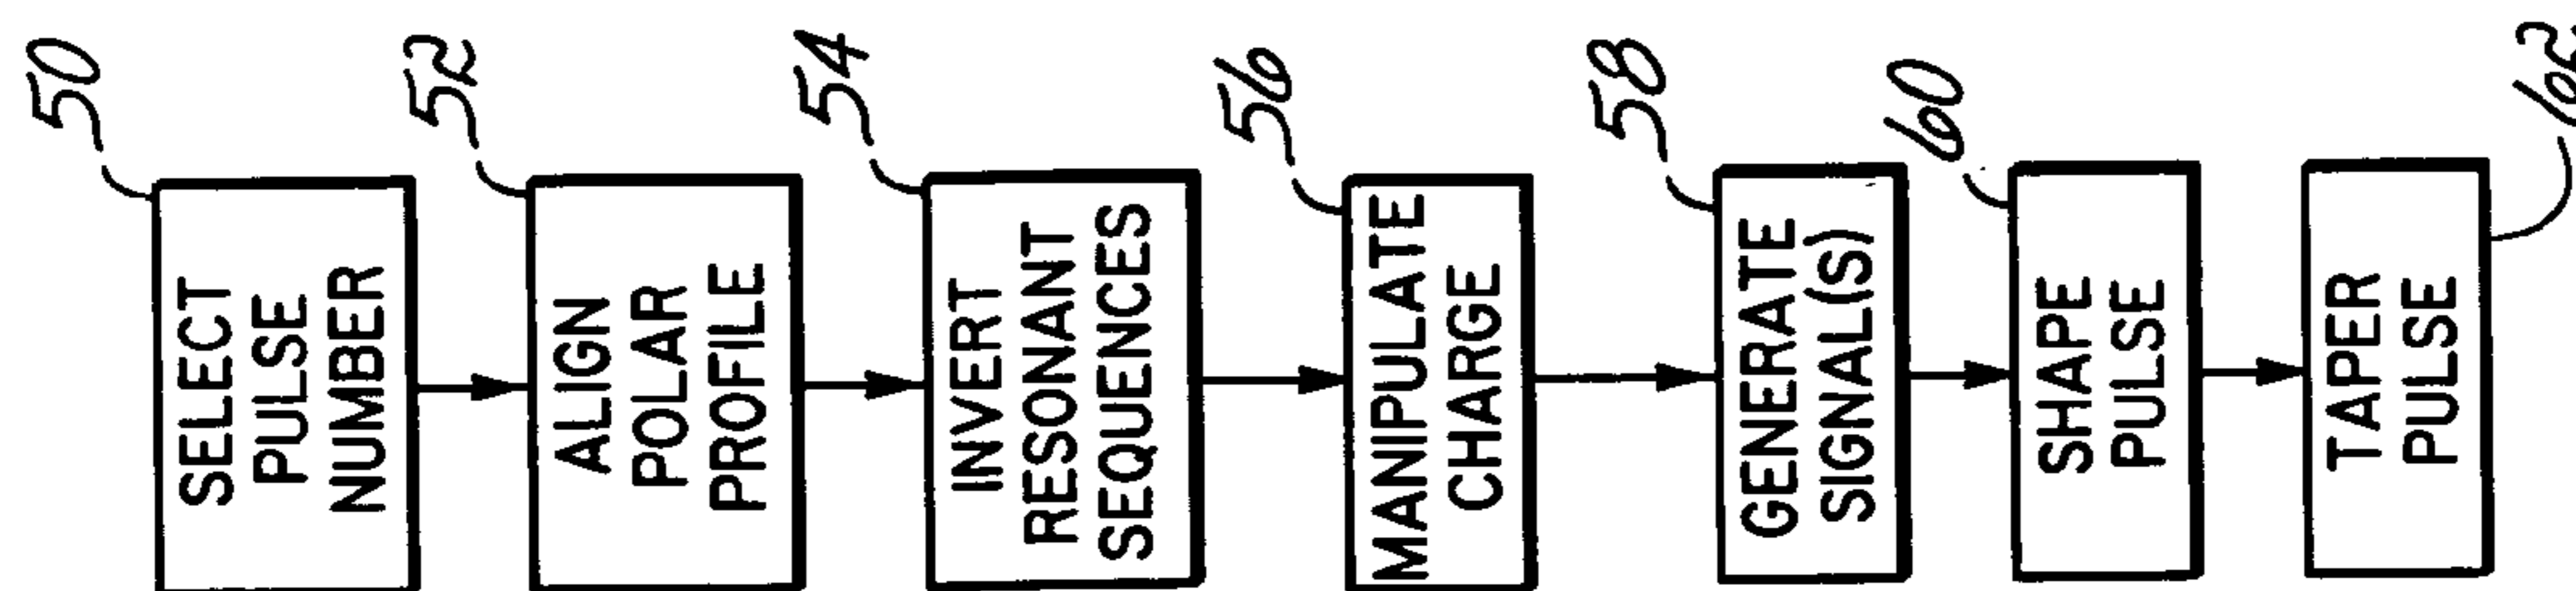 50
SELECT
PULSE
NUMBER
52
ALIGN
POLAR
PROFILE
54
INVERT
RESONANT
SEQUENCES
56
MANIPULATE
CHARGE
58
GENERATE
SIGNAL(S)
60
SHAPE
PULSE
62
TAPER
PULSE